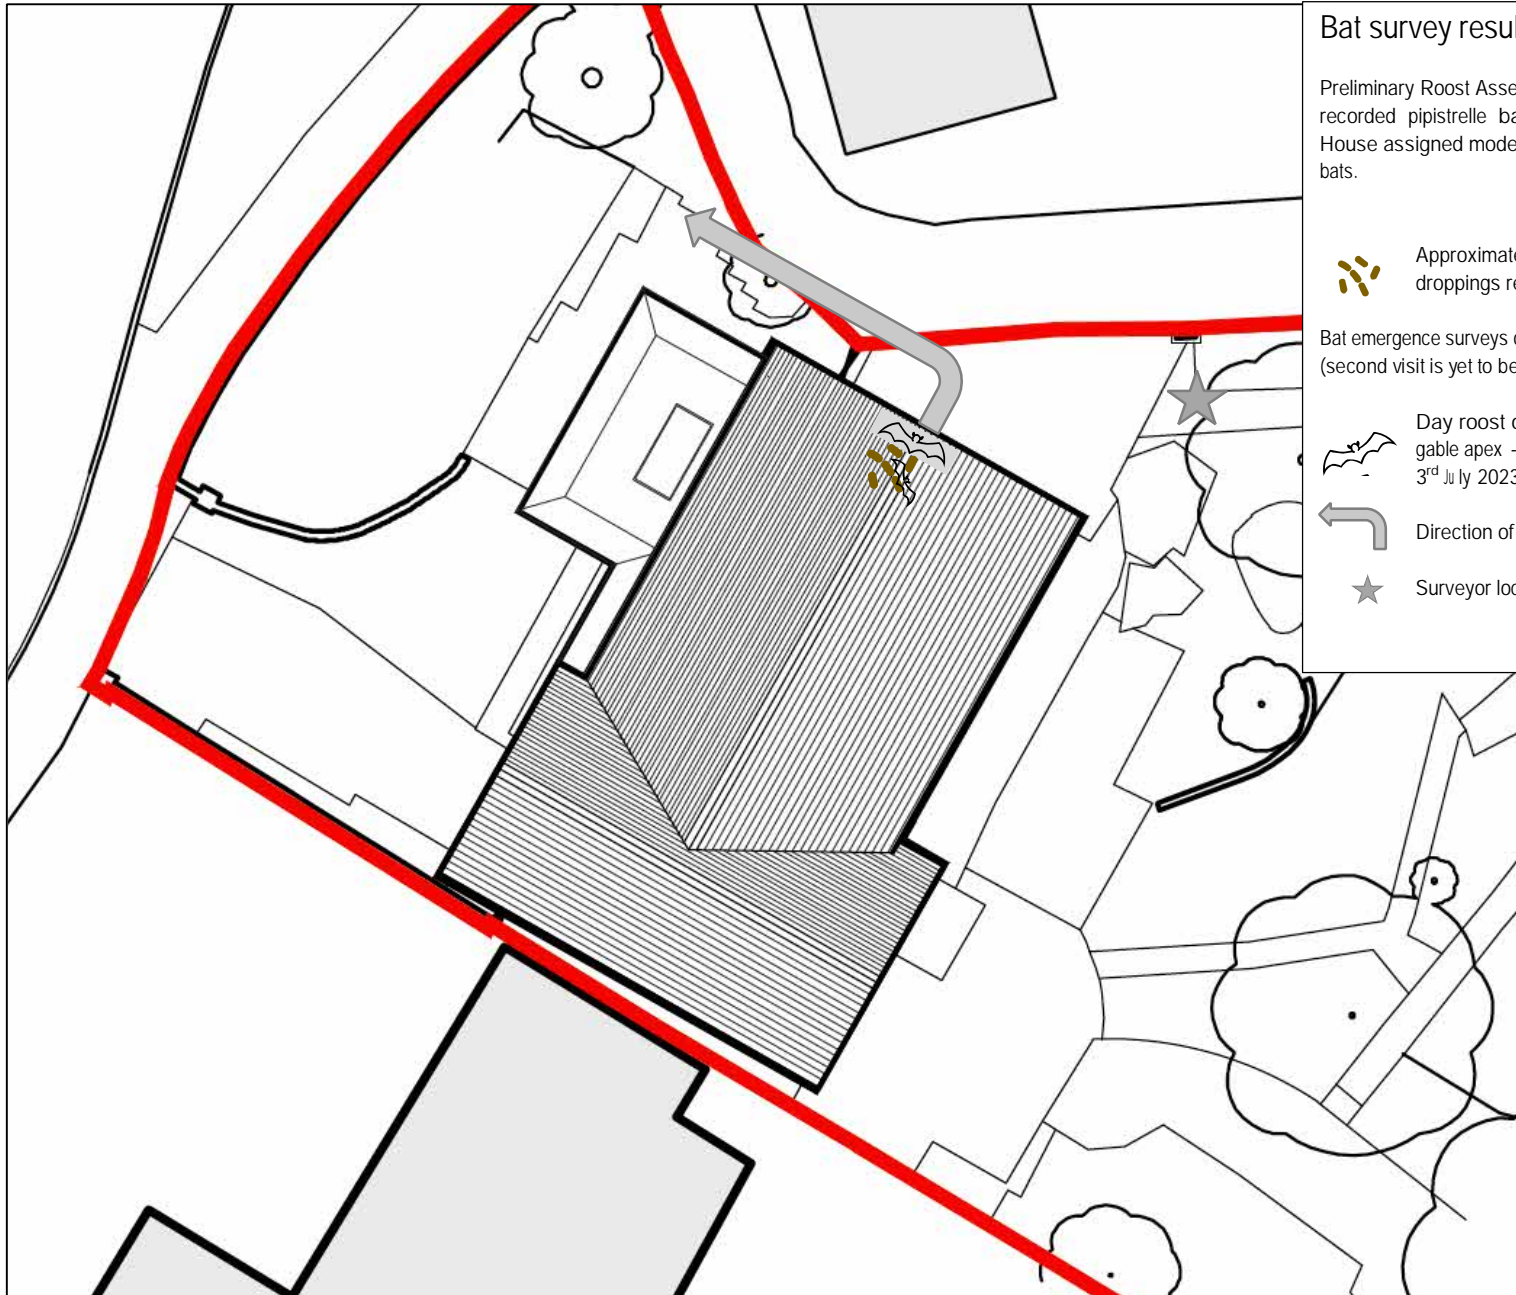 Bat survey resul
Preliminary Roost Asse
recorded pipistrelle ba
House assigned mode
bats.
Approximate
droppings re
Bat emergence surveys c
(second visit is yet to be
Day roost o
gable apex -
3rd July 2023
Direction of
Surveyor loc